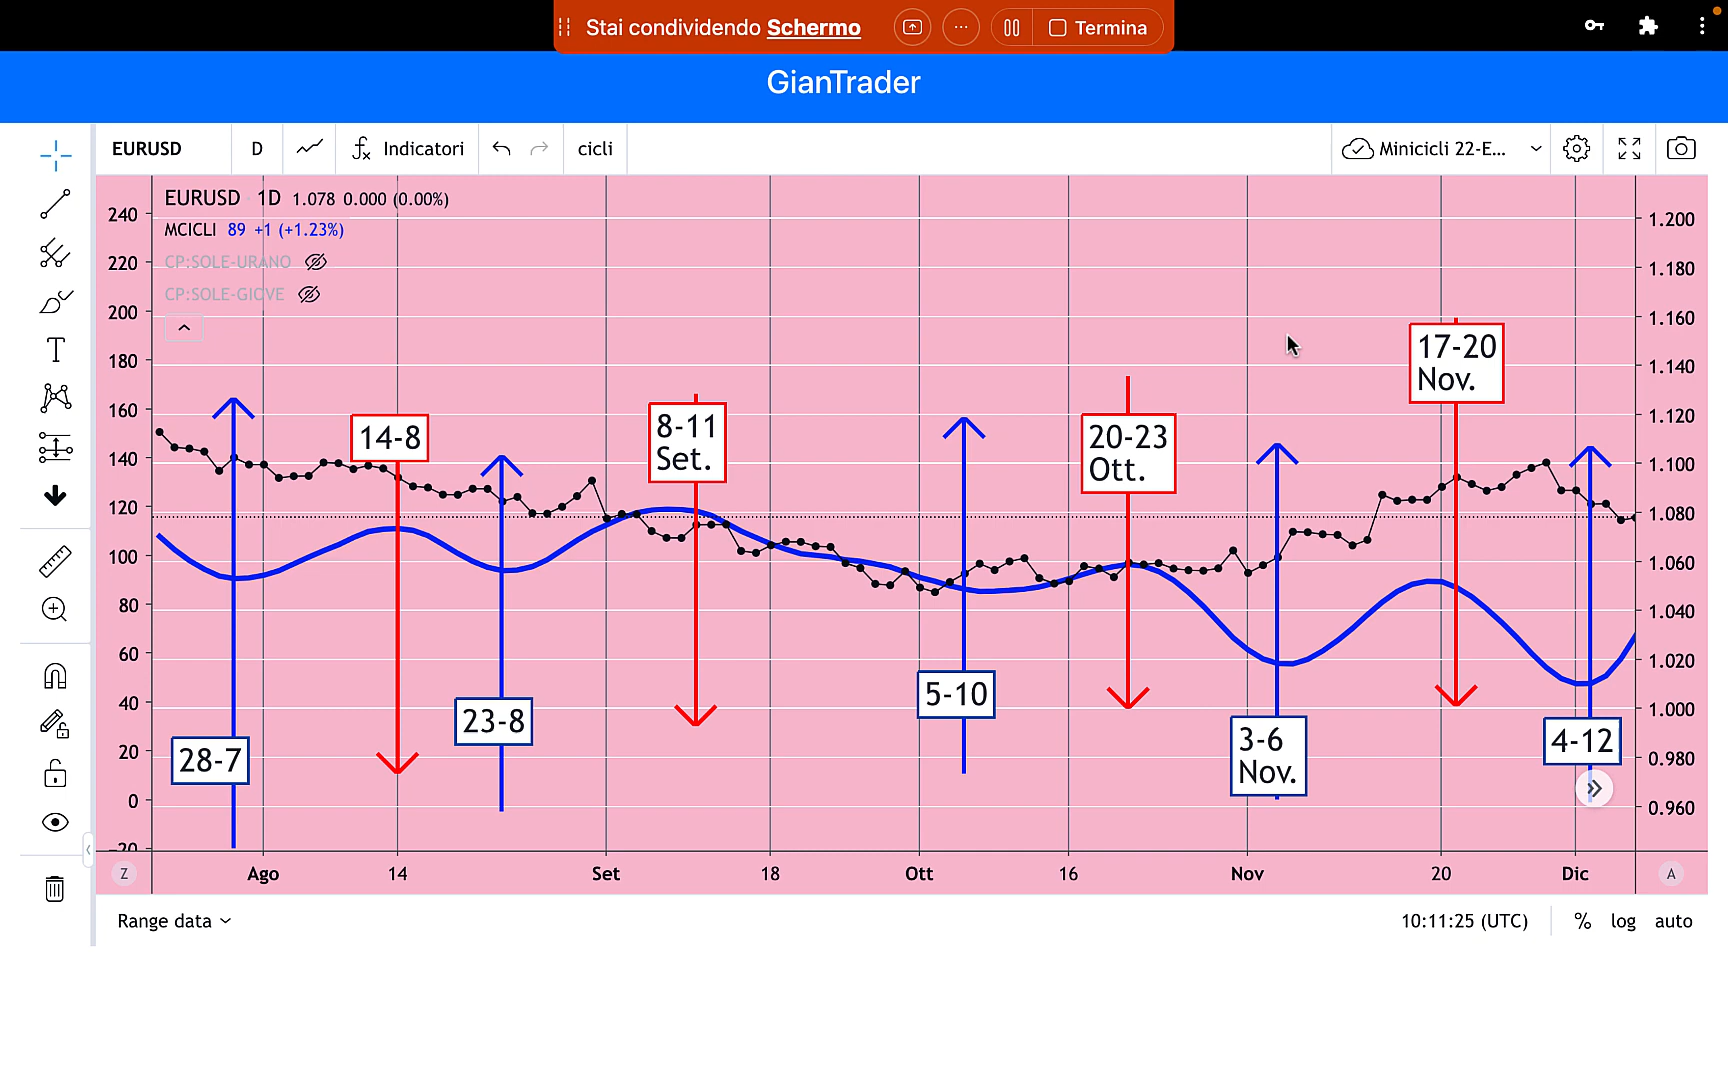 Stai condividendo Schermo
Termina
GianTrader
EURUSD
D
Indicatori
cicli
Minicicli 22-E...
EURUSD 1D 1.078 0.000 (0.00%)
MCICLI 89 +1 (+1.23%)
CP:SOLE-URANO
CP:SOLE-GIOVE
240
220
200
180
160
140
120
100
80
60
40
20
0
-20
1.200
1.180
1.160
1.140
1.120
1.100
1.080
1.060
1.040
1.020
1.000
0.980
0.960
28-7
14-8
23-8
8-11
Set.
5-10
20-23
Ott.
3-6
Nov.
17-20
Nov.
4-12
Z
Ago
14
Set
18
Ott
16
Nov
20
Dic
A
Range data
10:11:25 (UTC)
%
log
auto